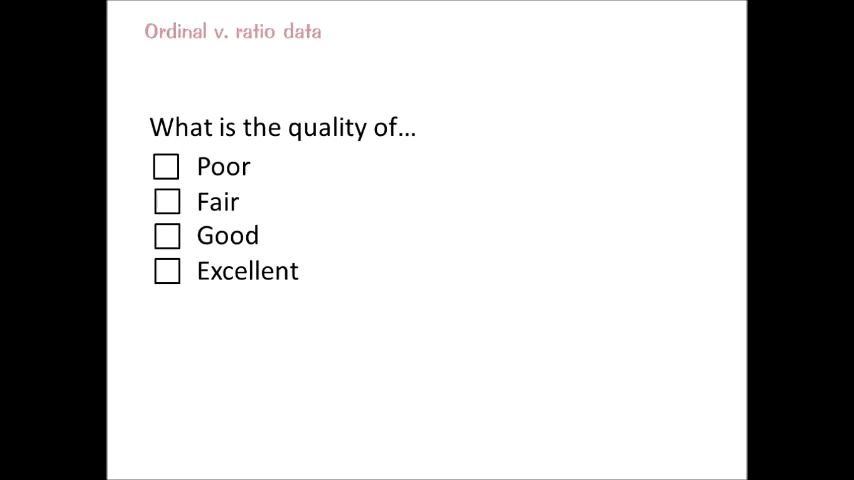 Ordinal v. ratio data
What is the quality of...
Poor
Fair
Good
Excellent